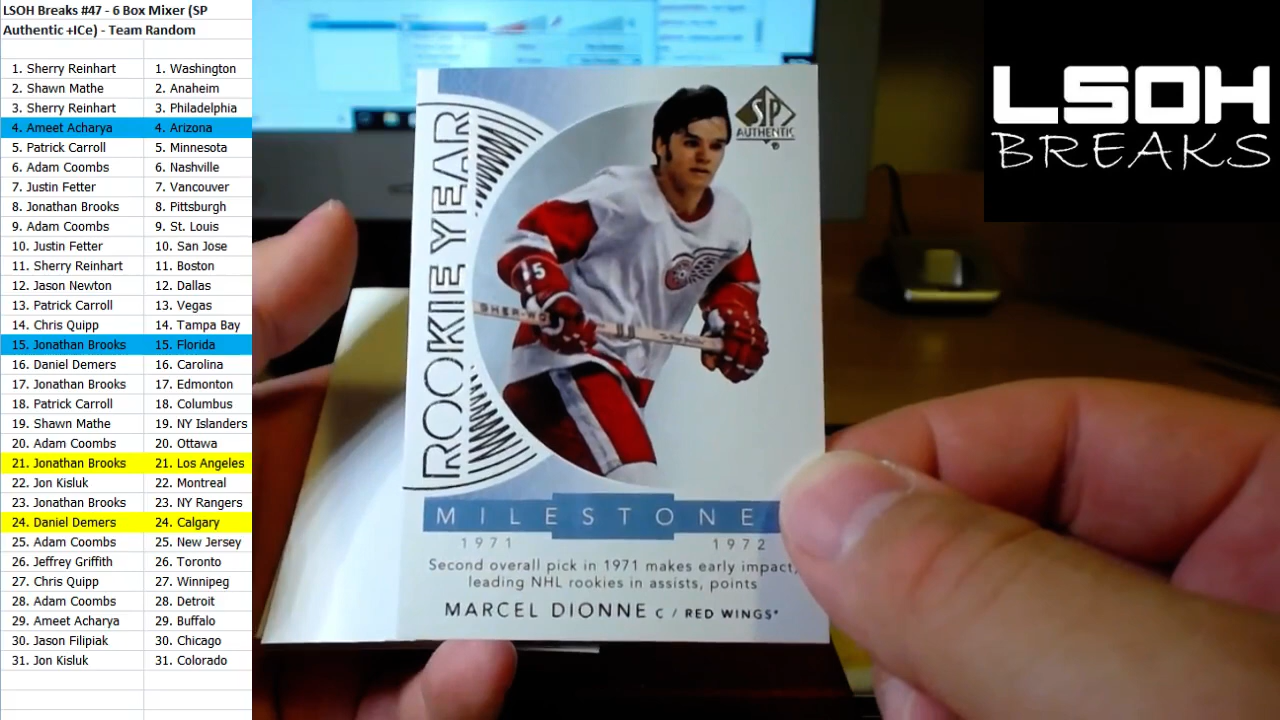 LSOH Breaks #47 - 6 Box Mixer (SP
Authentic +ICe) - Team Random
1. Sherry Reinhart 1. Washington
2. Shawn Mathe 2. Anaheim
3. Sherry Reinhart 3. Philadelphia
4. Ameet Acharya 4. Arizona
5. Patrick Carroll 5. Minnesota
6. Adam Coombs 6. Nashville
7. Justin Fetter 7. Vancouver
8. Jonathan Brooks 8. Pittsburgh
9. Adam Coombs 9. St. Louis
10. Justin Fetter 10. San Jose
11. Sherry Reinhart 11. Boston
12. Jason Newton 12. Dallas
13. Patrick Carroll 13. Vegas
14. Chris Quipp 14. Tampa Bay
15. Jonathan Brooks 15. Florida
16. Daniel Demers 16. Carolina
17. Jonathan Brooks 17. Edmonton
18. Patrick Carroll 18. Columbus
19. Shawn Mathe 19. NY Islanders
20. Adam Coombs 20. Ottawa
21. Jonathan Brooks 21. Los Angeles
22. Jon Kisluk 22. Montreal
23. Jonathan Brooks 23. NY Rangers
24. Daniel Demers 24. Calgary
25. Adam Coombs 25. New Jersey
26. Jeffrey Griffith 26. Toronto
27. Chris Quipp 27. Winnipeg
28. Adam Coombs 28. Detroit
29. Ameet Acharya 29. Buffalo
30. Jason Filipiak 30. Chicago
31. Jon Kisluk 31. Colorado
ROOKIE YEAR
SP
AUTHENTIC
5
SHER-WO
MILESTONE
1971 1972
Second overall pick in 1971 makes early impact,
leading NHL rookies in assists, points
MARCEL DIONNE C / RED WINGS
LSOH
BREAKS